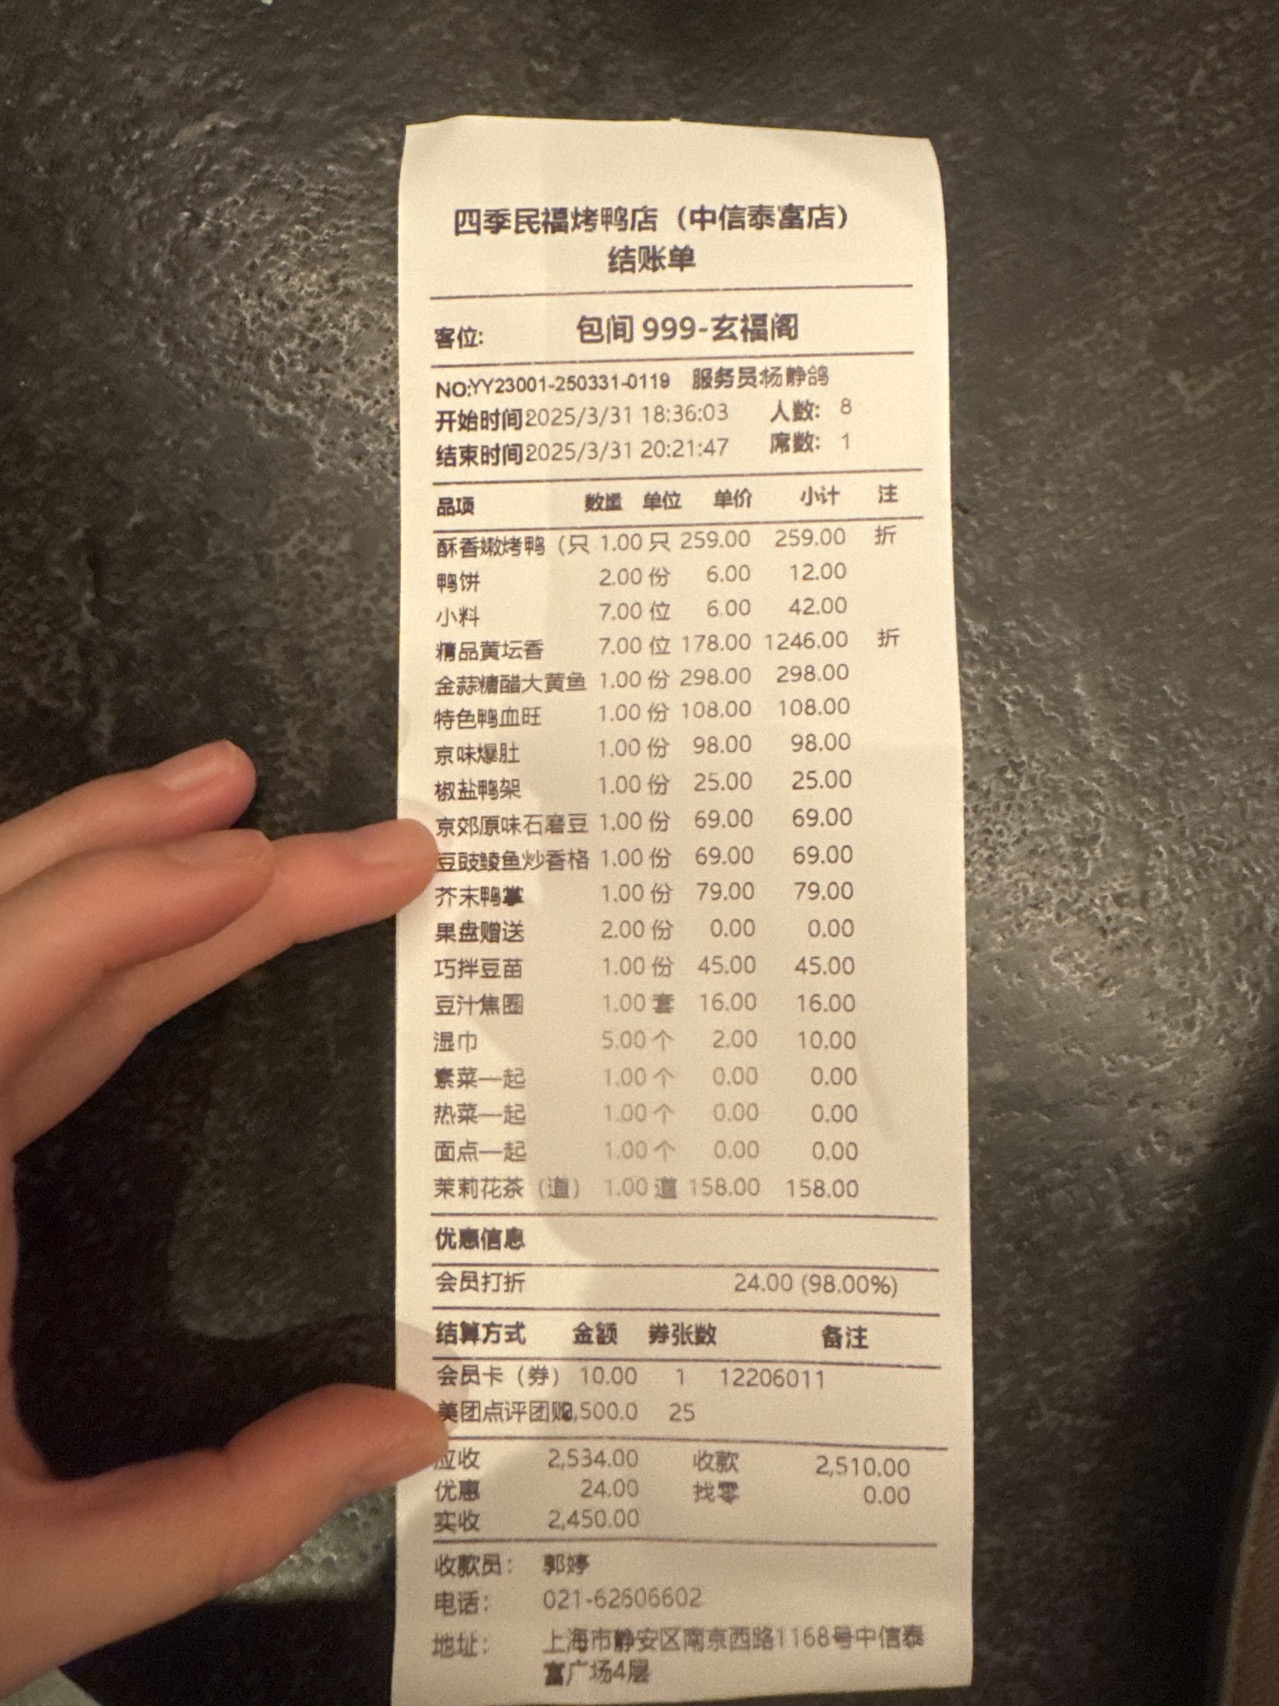 四季民福烤鸭店（中信泰富店）
结账单
客位: 包间 999-玄福阁
NO:YY23001-250331-0119 服务员:杨静鸽
开始时间2025/3/31 18:36:03 人数: 8
结束时间2025/3/31 20:21:47 席数: 1
品项 数量 单位 单价 小计 注
酥香嫩烤鸭（只 1.00 只 259.00 259.00 折
鸭饼 2.00 份 6.00 12.00
小料 7.00 位 6.00 42.00
精品黄坛香 7.00 位 178.00 1246.00 折
金蒜糖醋大黄鱼 1.00 份 298.00 298.00
特色鸭血旺 1.00 份 108.00 108.00
京味爆肚 1.00 份 98.00 98.00
椒盐鸭架 1.00 份 25.00 25.00
京郊原味石磨豆 1.00 份 69.00 69.00
豆豉鲮鱼炒香格 1.00 份 69.00 69.00
芥末鸭掌 1.00 份 79.00 79.00
果盘赠送 2.00 份 0.00 0.00
巧拌豆苗 1.00 份 45.00 45.00
豆汁焦圈 1.00 套 16.00 16.00
湿巾 5.00 个 2.00 10.00
素菜一起 1.00 个 0.00 0.00
热菜一起 1.00 个 0.00 0.00
面点一起 1.00 个 0.00 0.00
茉莉花茶（道） 1.00 道 158.00 158.00
优惠信息
会员打折 24.00 (98.00%)
结算方式 金额 券张数 备注
会员卡（券） 10.00 1 12206011
美团点评团购2,500.0 25
应收 2,534.00 收款 2,510.00
优惠 24.00 找零 0.00
实收 2,450.00
收款员: 郭婷
电话: 021-62606602
地址: 上海市静安区南京西路1168号中信泰
富广场4层